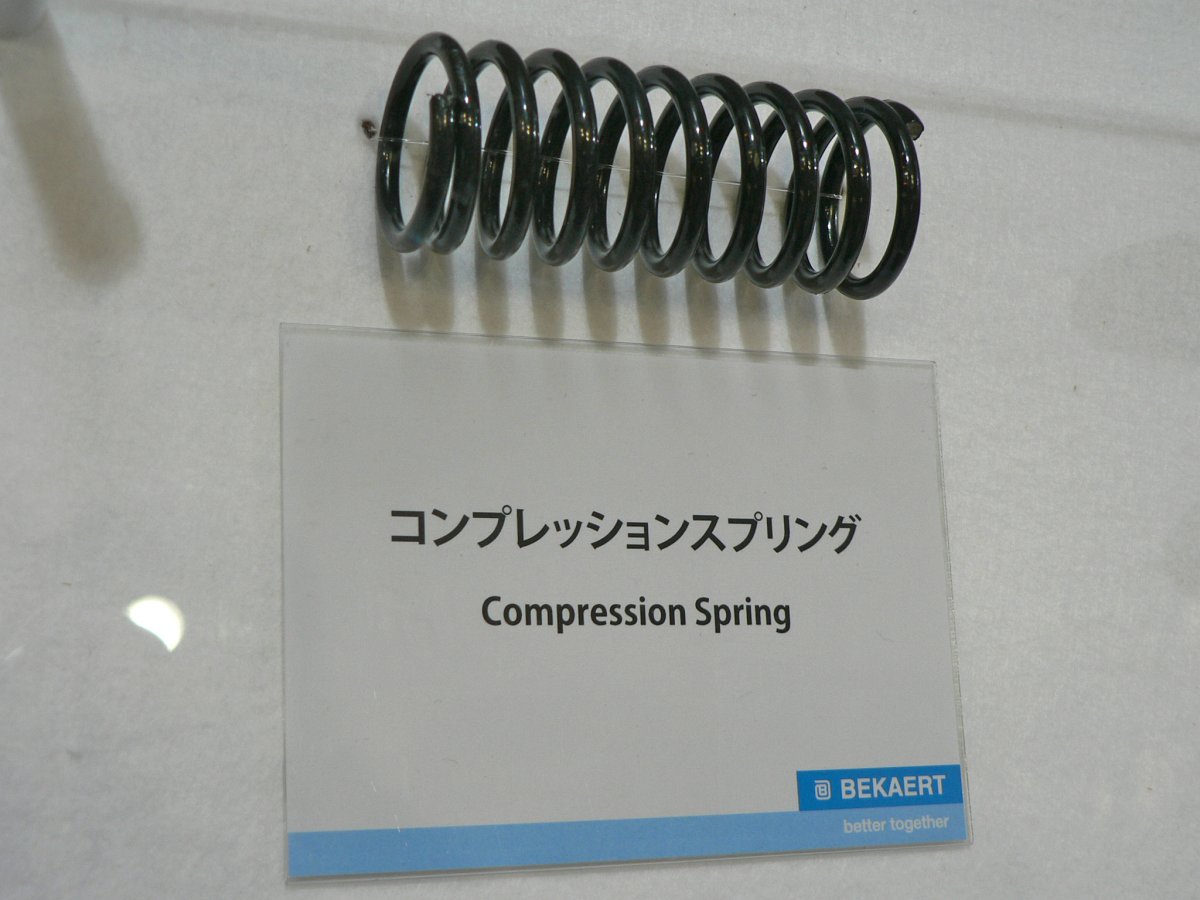 コンプレッションスプリング
Compression Spring
BEKAERT
better together